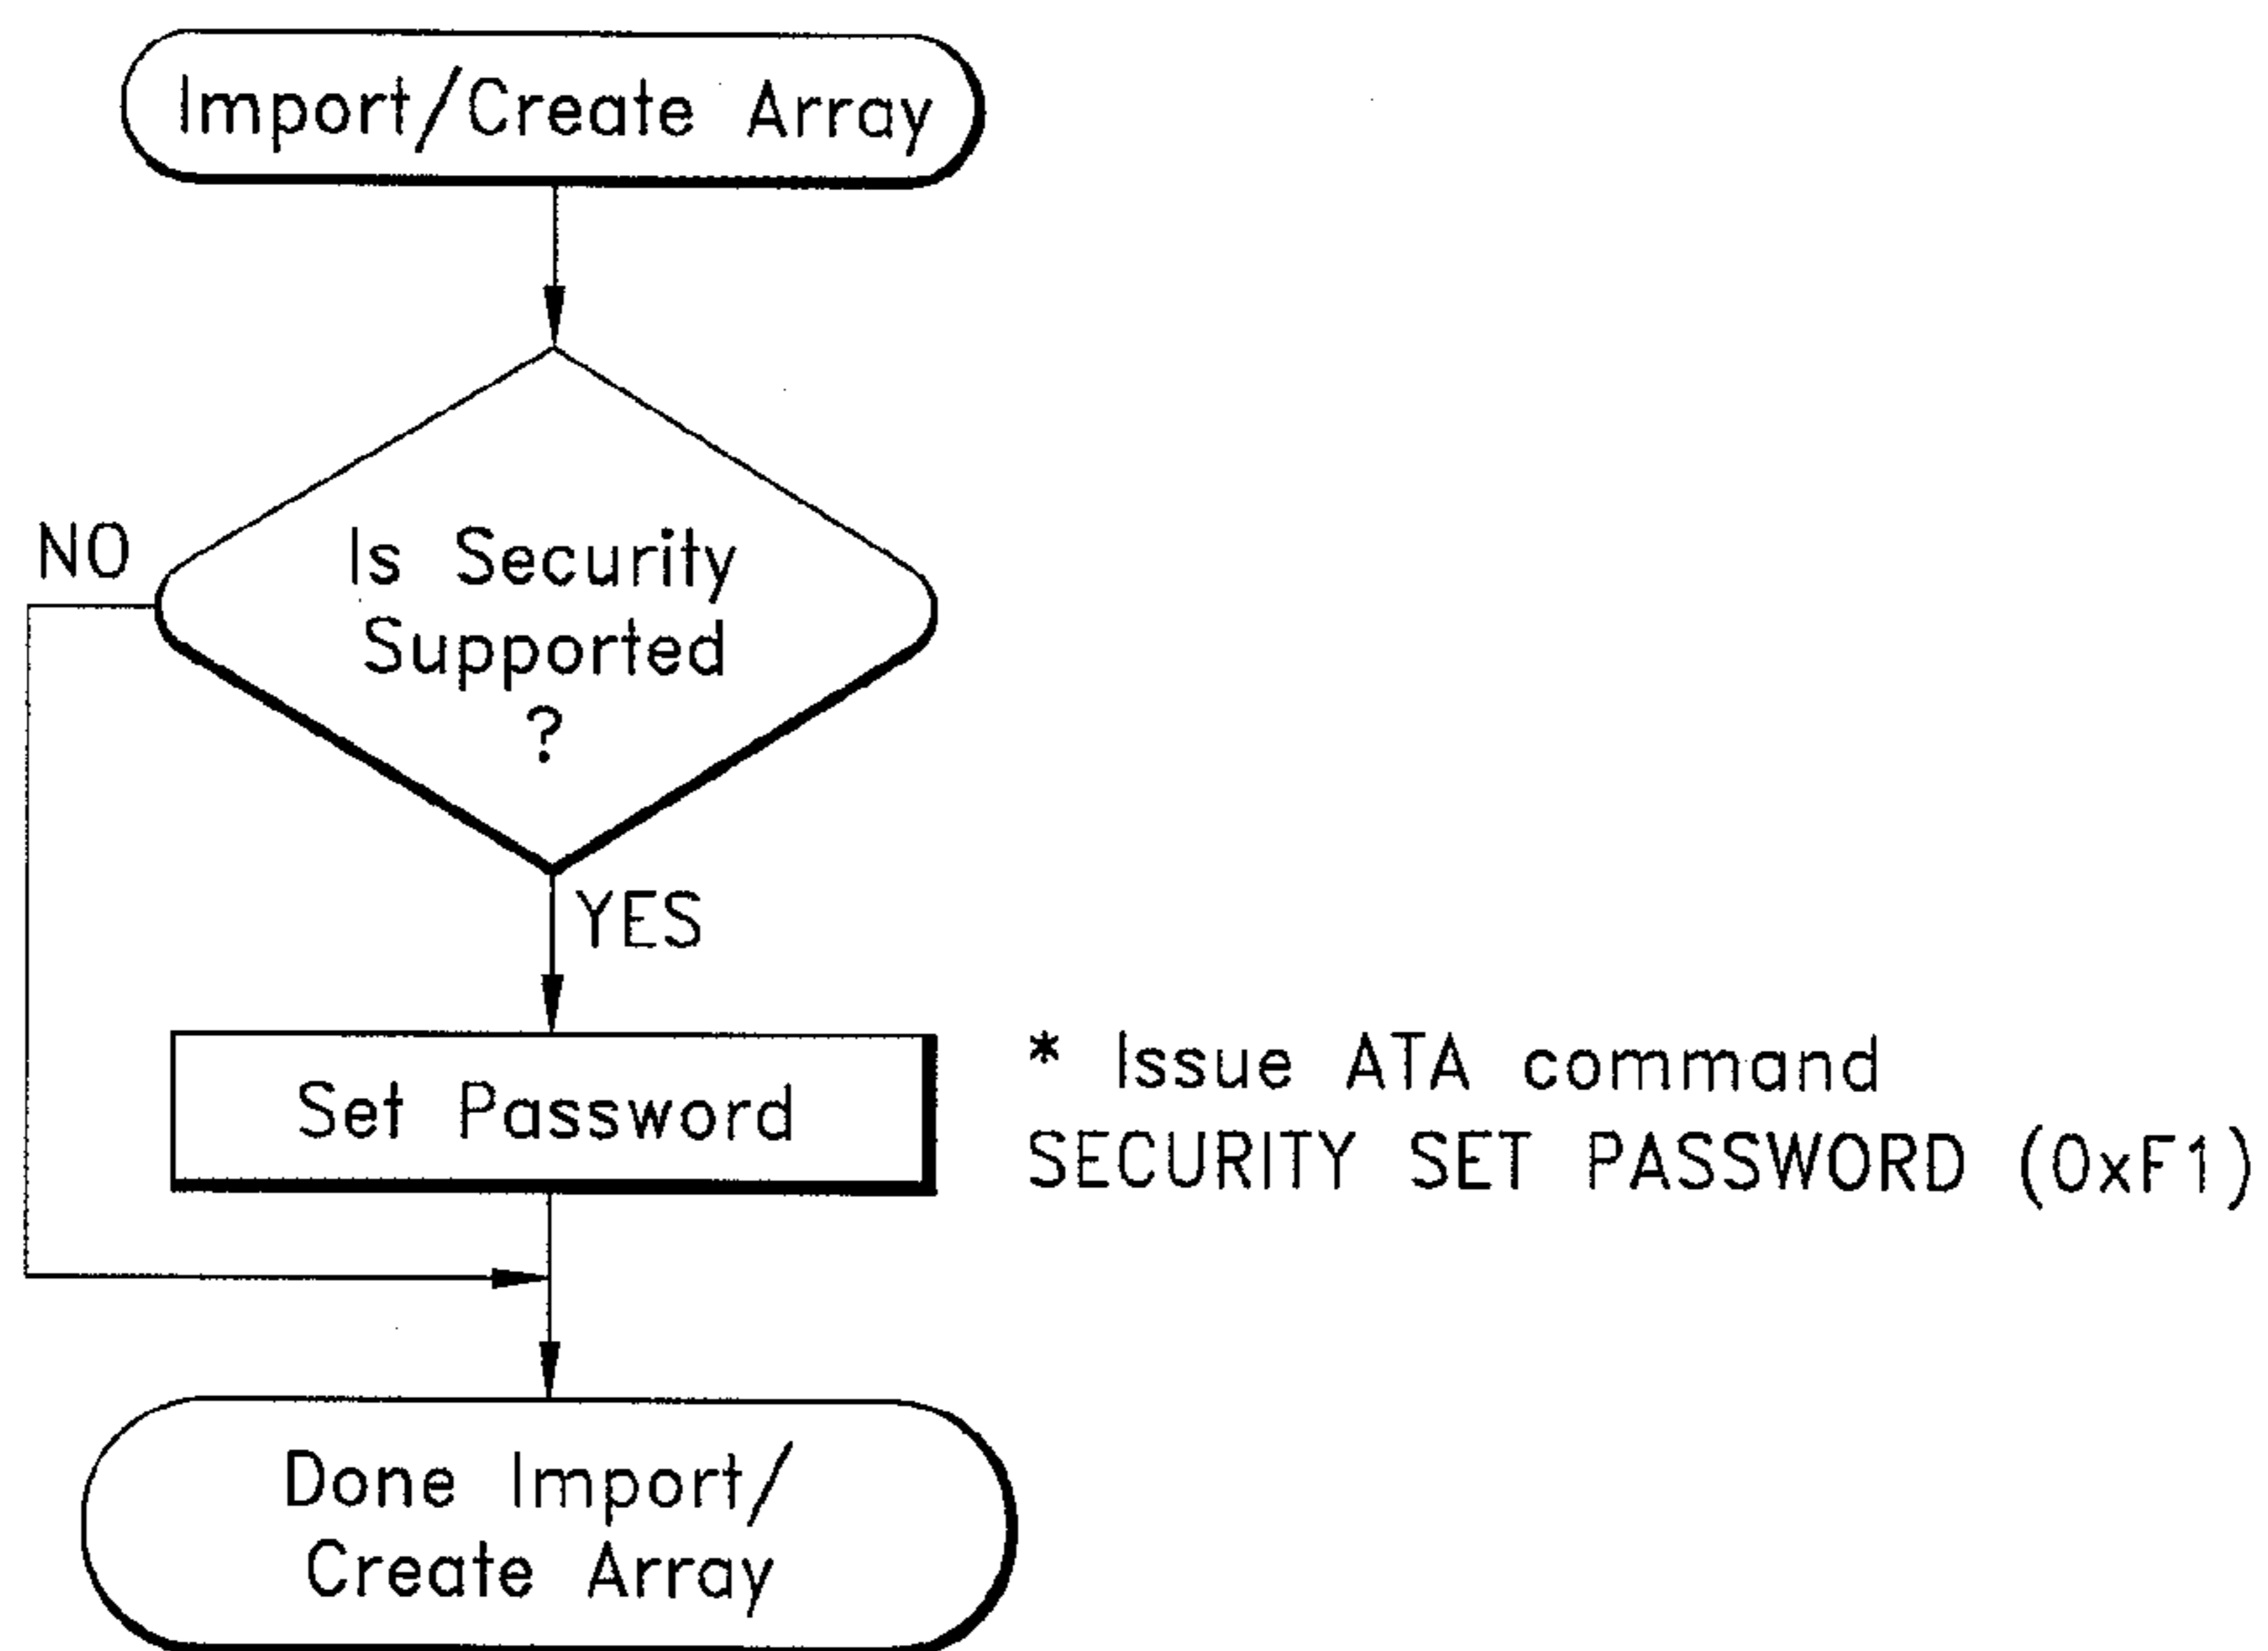 Import/Create Array
NO
Is Security
Supported
?
YES
Set Password
* Issue ATA command
SECURITY SET PASSWORD (0xF1)
Done Import/
Create Array